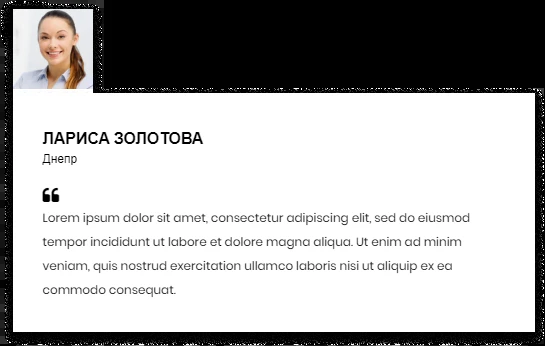 ЛАРИСА ЗОЛОТОВА
Днепр
“
Lorem ipsum dolor sit amet, consectetur adipiscing elit, sed do eiusmod
tempor incididunt ut labore et dolore magna aliqua. Ut enim ad minim
veniam, quis nostrud exercitation ullamco laboris nisi ut aliquip ex ea
commodo consequat.